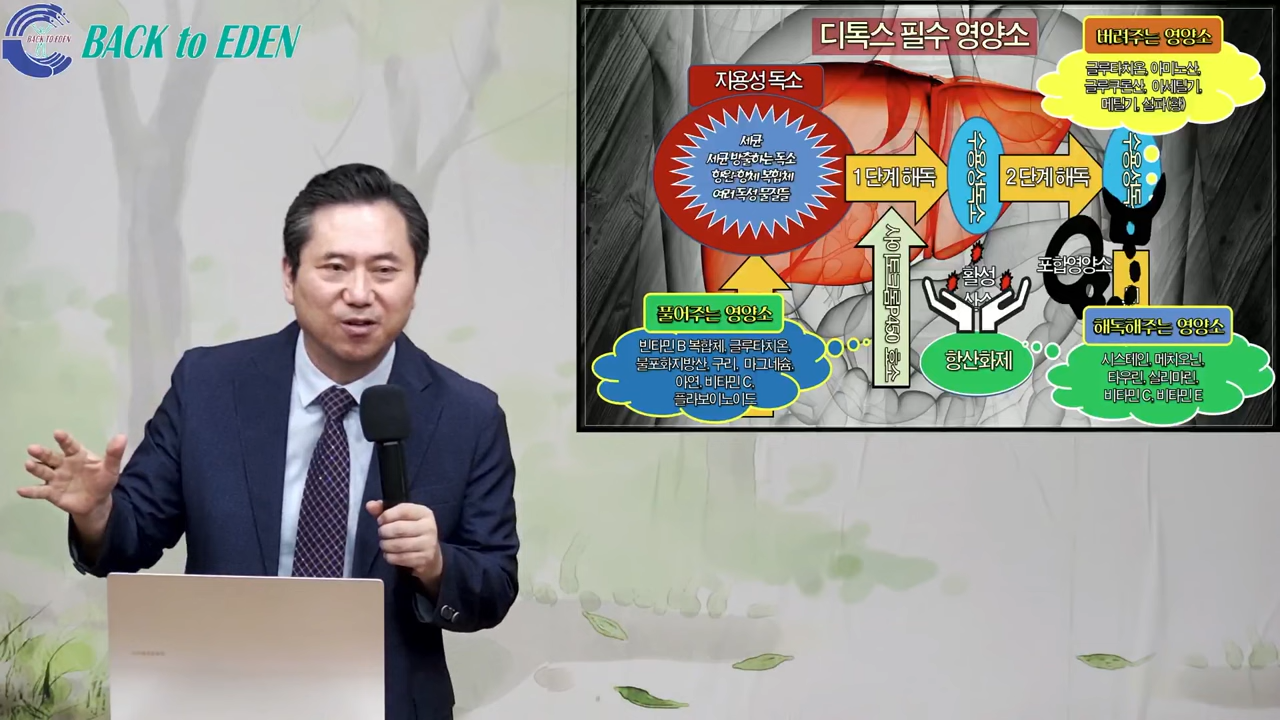 BACK TO EDEN
BACK to EDEN
디톡스 필수 영양소
버려주는 영양소
글루타치온, 아미노산,
글루쿠론산, 아세틸기,
메틸기, 설파(황)
지용성 독소
세균
세균 방출하는 독소
항원·항체 복합체
여러 독성 물질들
1단계 해독
수용성독소
2단계 해독
수용성독
사이토크롬P450 효소
활성
산소
포합영양소
풀어주는 영양소
빈타민 B 복합체, 글루타치온,
불포화지방산, 구리, 마그네슘,
아연, 비타민 C,
플라보이노이드
항산화제
해독해주는 영양소
시스테인, 메치오닌,
타우린, 실리마린,
비타민 C, 비타민 E